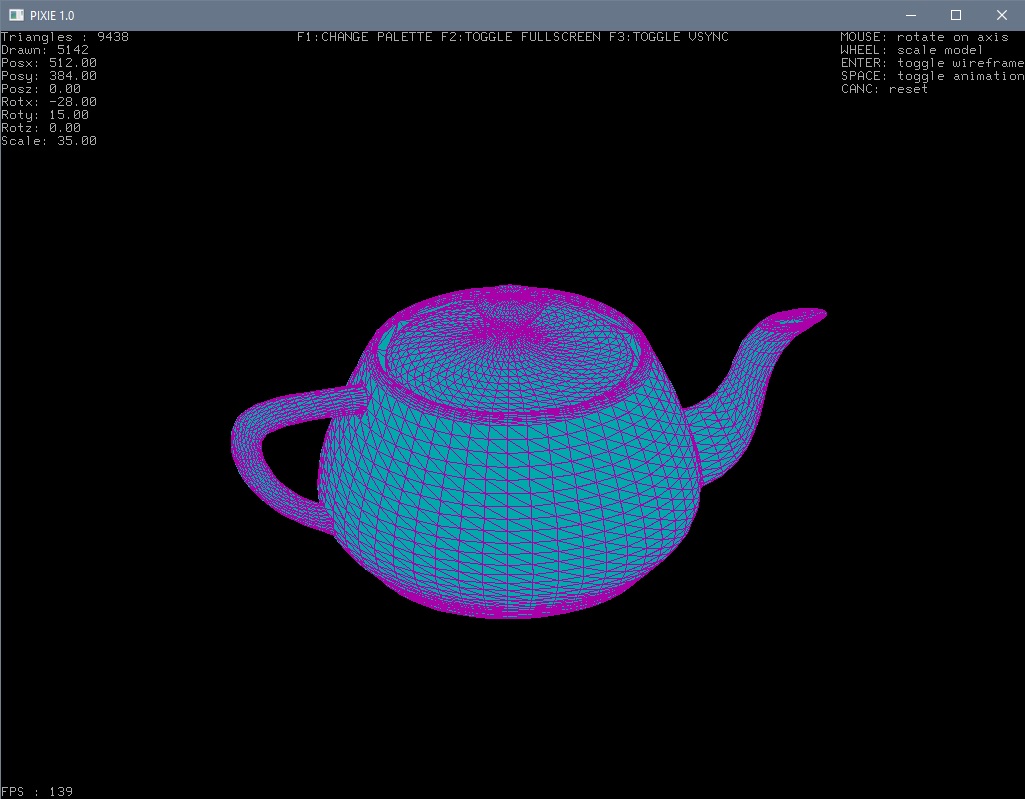 PIXIE 1.0
Triangles : 9438
Drawn: 5142
Posx: 512.00
Posy: 384.00
Posz: 0.00
Rotx: -28.00
Roty: 15.00
Rotz: 0.00
Scale: 35.00
F1:CHANGE PALETTE F2:TOGGLE FULLSCREEN F3:TOGGLE VSYNC
MOUSE: rotate on axis
WHEEL: scale model
ENTER: toggle wireframe
SPACE: toggle animation
CANC: reset
FPS : 139